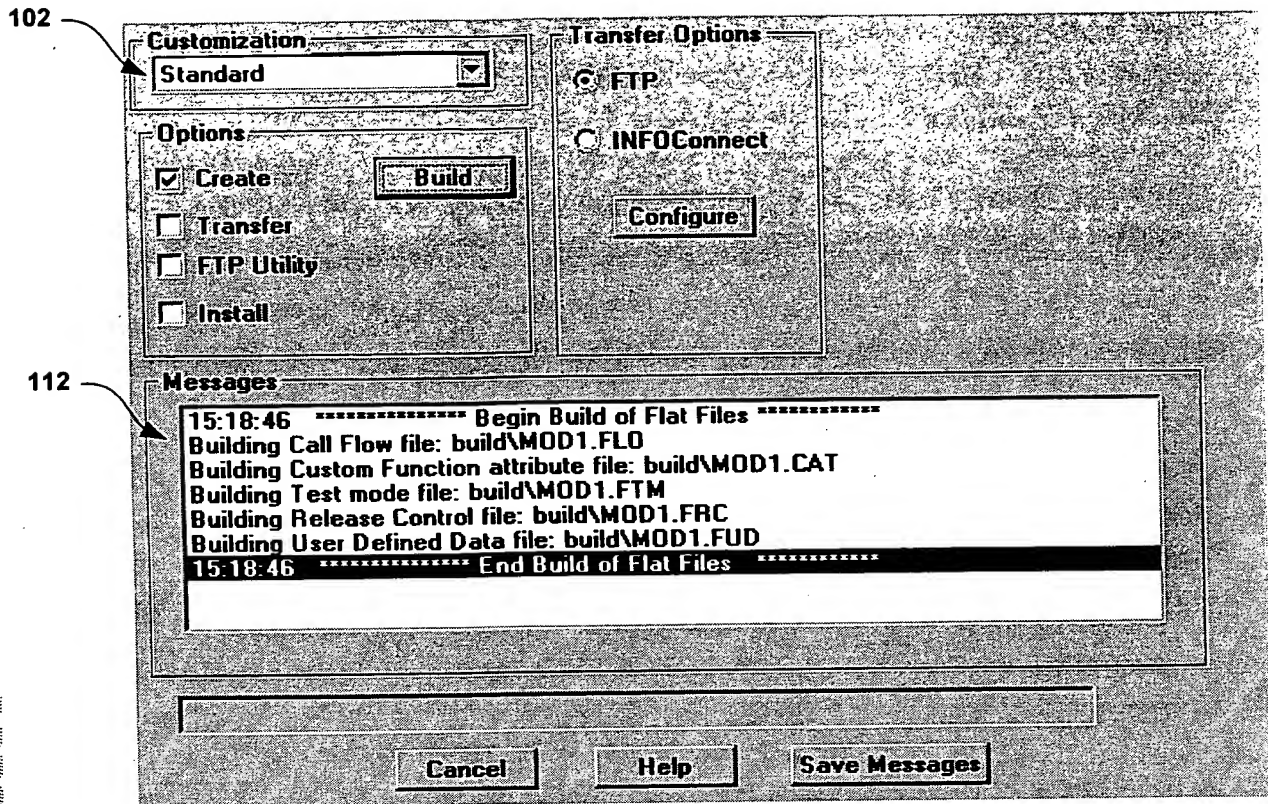 102
Customization
Standard
Transfer Options
FTP
INFOConnect
Configure
Options
Create
Build
Transfer
FTP Utility
Install
112
Messages
15:18:46 *************** Begin Build of Flat Files ************
Building Call Flow file: build\MOD1.FLO
Building Custom Function attribute file: build\MOD1.CAT
Building Test mode file: build\MOD1.FTM
Building Release Control file: build\MOD1.FRC
Building User Defined Data file: build\MOD1.FUD
15:18:46 *************** End Build of Flat Files ************
Cancel
Help
Save Messages